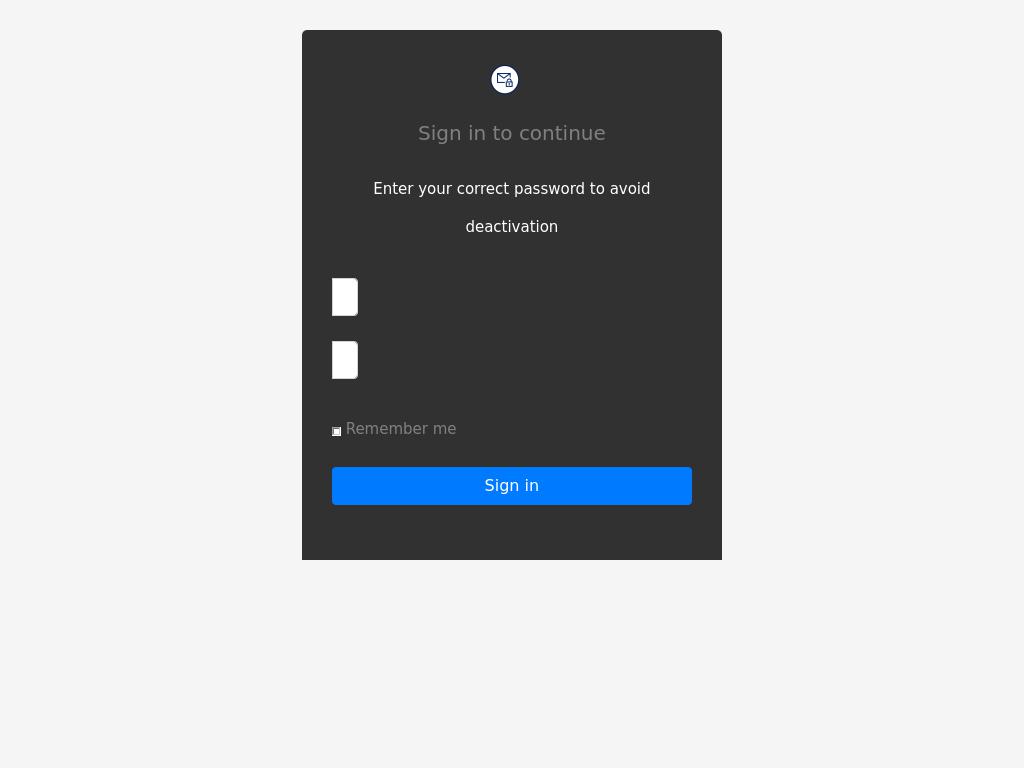 Sign in to continue
Enter your correct password to avoid
deactivation
Remember me
Sign in